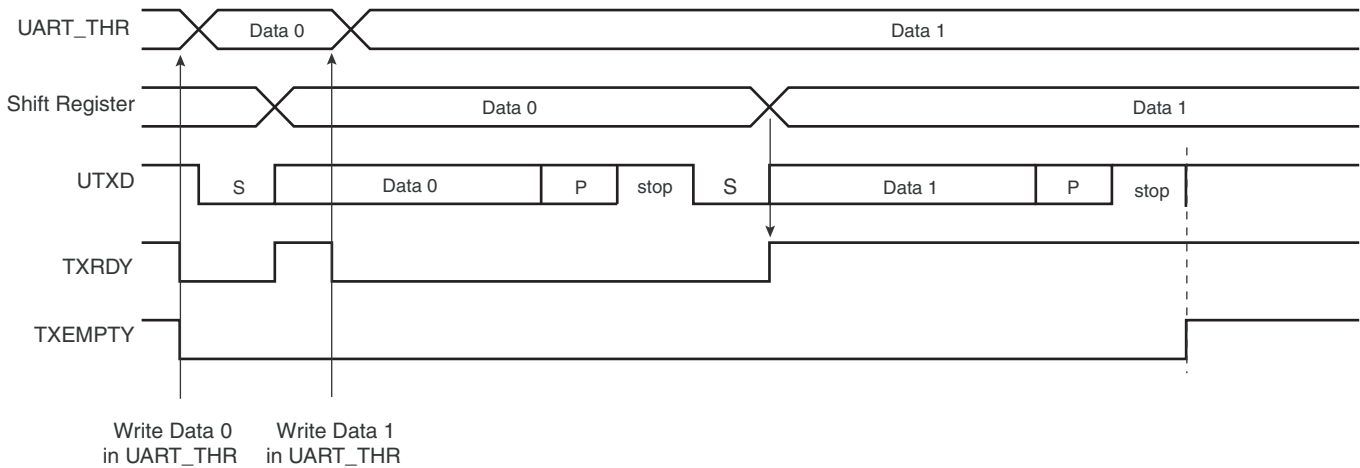 UART_THR
Data 0
Data 1
Shift Register
Data 0
Data 1
UTXD
S
Data 0
P
stop
S
Data 1
P
stop
TXRDY
TXEMPTY
Write Data 0
in UART_THR
Write Data 1
in UART_THR